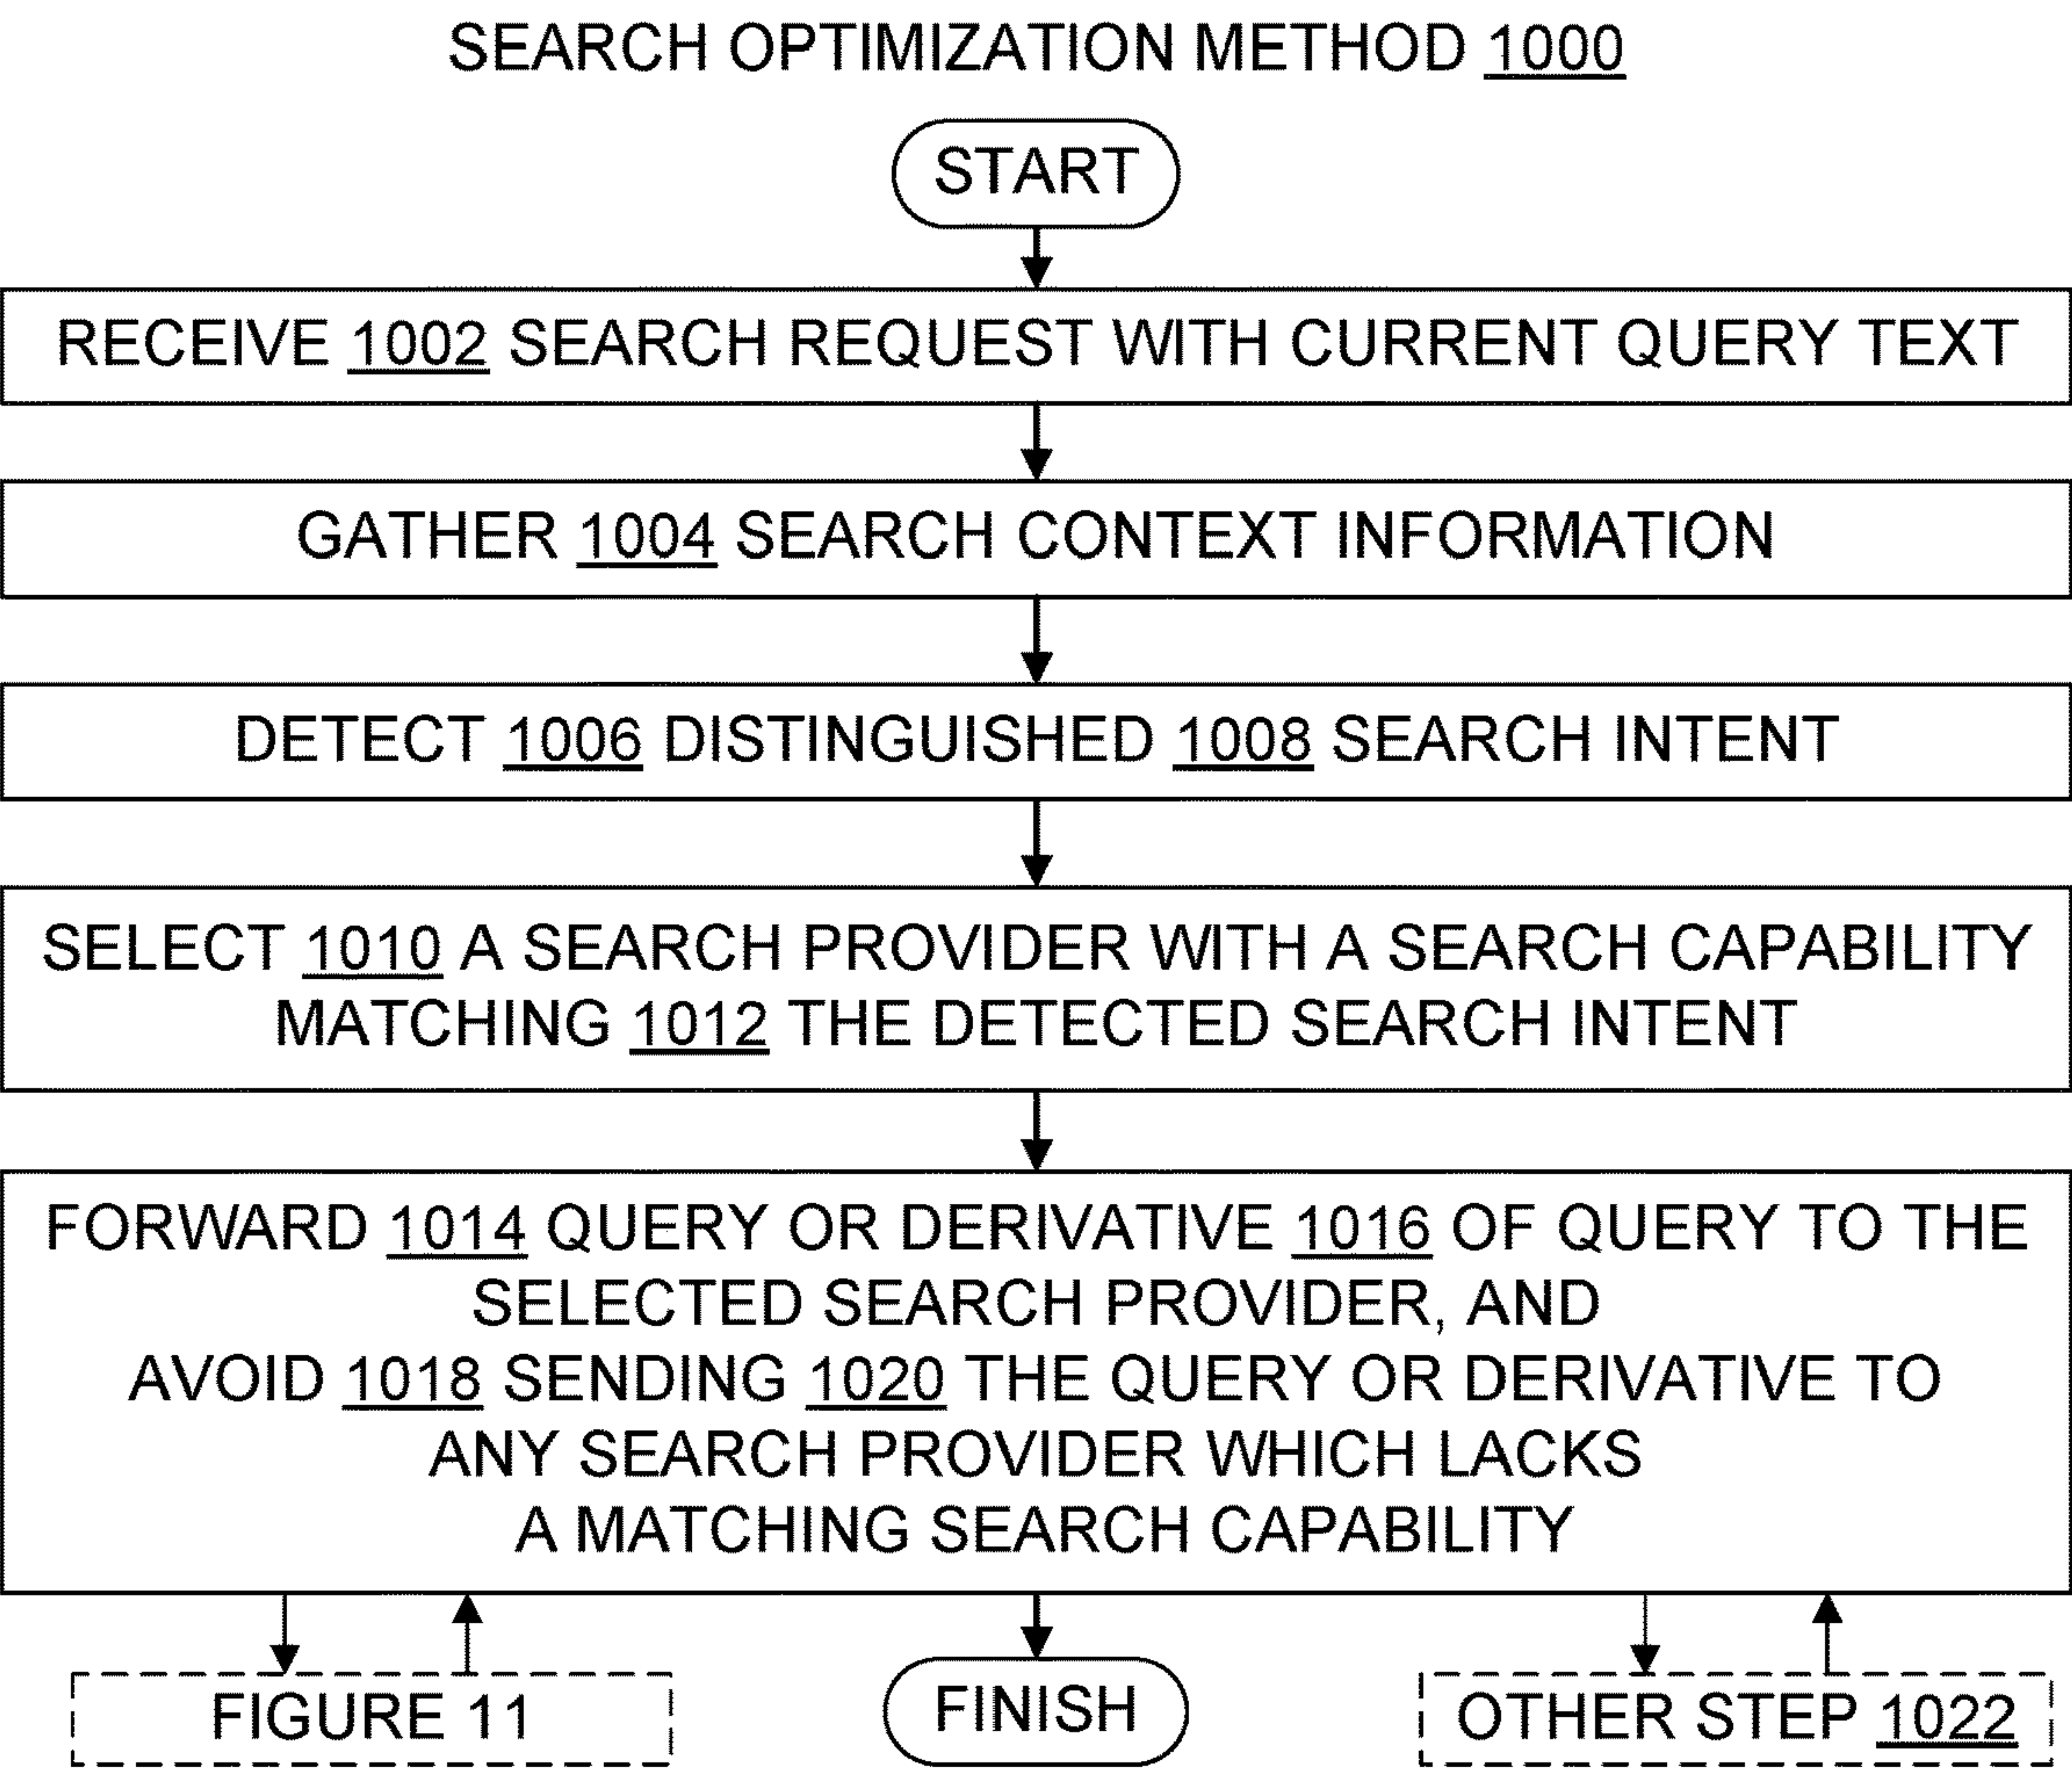 SEARCH OPTIMIZATION METHOD 1000
START
RECEIVE 1002 SEARCH REQUEST WITH CURRENT QUERY TEXT
GATHER 1004 SEARCH CONTEXT INFORMATION
DETECT 1006 DISTINGUISHED 1008 SEARCH INTENT
SELECT 1010 A SEARCH PROVIDER WITH A SEARCH CAPABILITY
MATCHING 1012 THE DETECTED SEARCH INTENT
FORWARD 1014 QUERY OR DERIVATIVE 1016 OF QUERY TO THE
SELECTED SEARCH PROVIDER, AND
AVOID 1018 SENDING 1020 THE QUERY OR DERIVATIVE TO
ANY SEARCH PROVIDER WHICH LACKS
A MATCHING SEARCH CAPABILITY
FIGURE 11
FINISH
OTHER STEP 1022